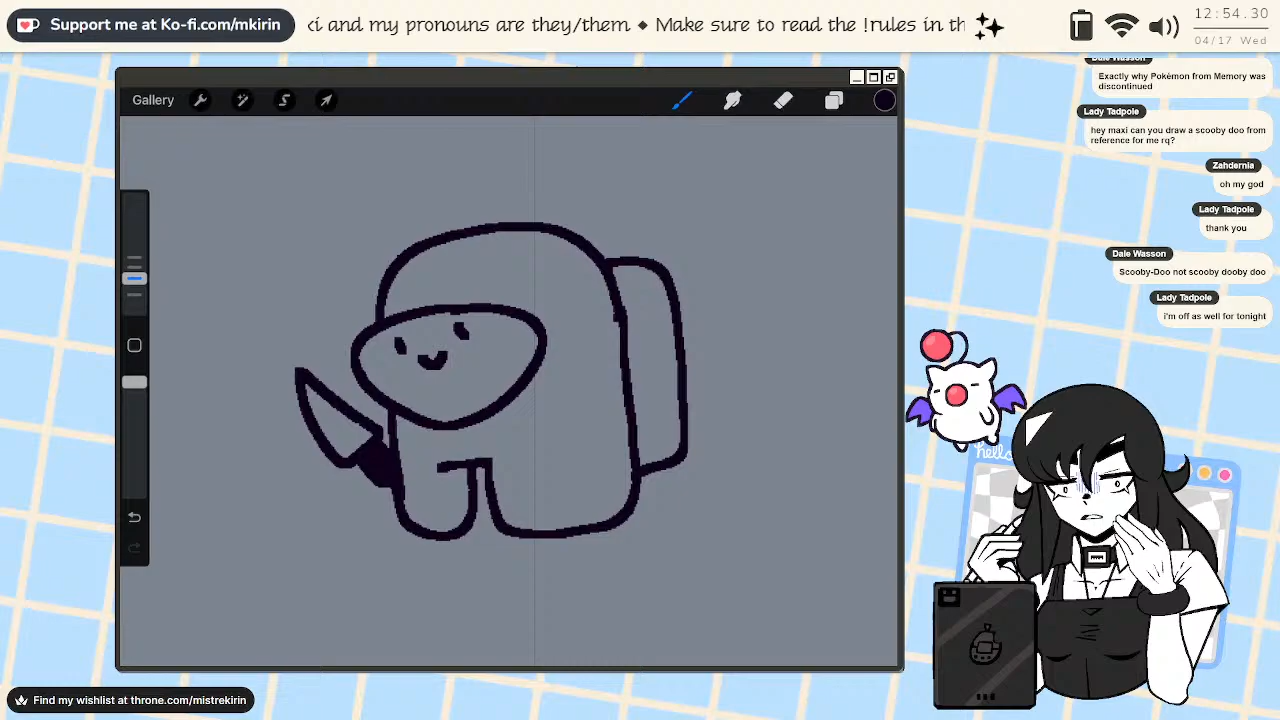 Support me at Ko-fi.com/mkirin
ci and my pronouns are they/them ⬥ Make sure to read the !rules in th
12:54.30
04/17 Wed
Gallery
Dale Wasson
Exactly why Pokémon from Memory was
discontinued
Lady Tadpole
hey maxi can you draw a scooby doo from
reference for me rq?
Zahdernia
oh my god
Lady Tadpole
thank you
Dale Wasson
Scooby-Doo not scooby dooby doo
Lady Tadpole
i'm off as well for tonight
hello
Find my wishlist at throne.com/mistrekirin